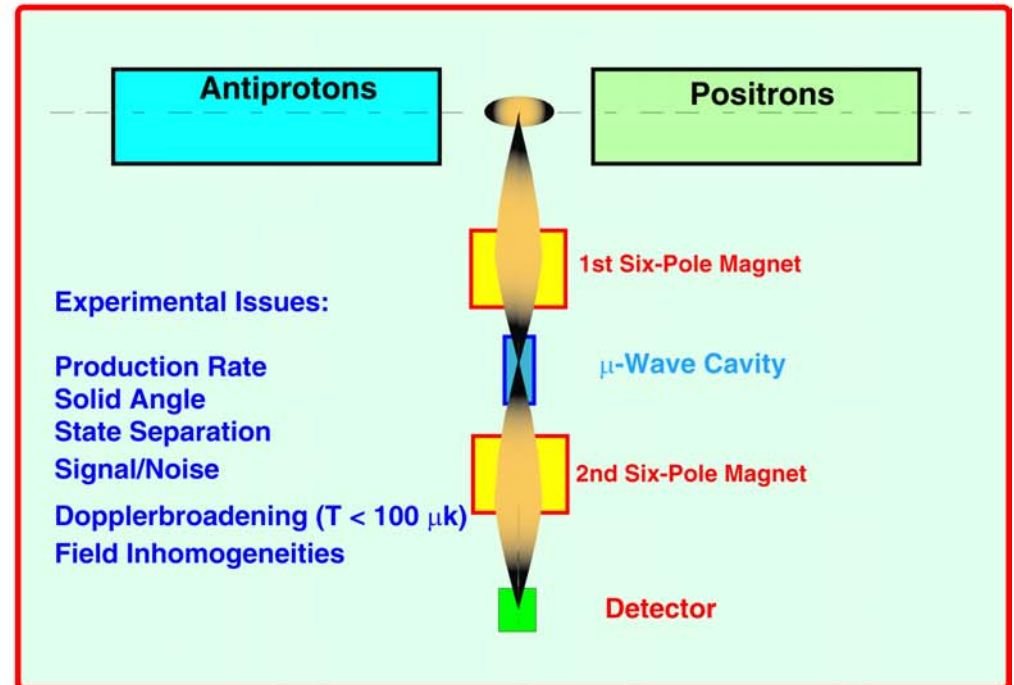 Antiprotons
Positrons
1st Six-Pole Magnet
Experimental Issues:
μ-Wave Cavity
Production Rate
Solid Angle
State Separation
Signal/Noise
2nd Six-Pole Magnet
Dopplerbroadening (T < 100 μk)
Field Inhomogeneities
Detector